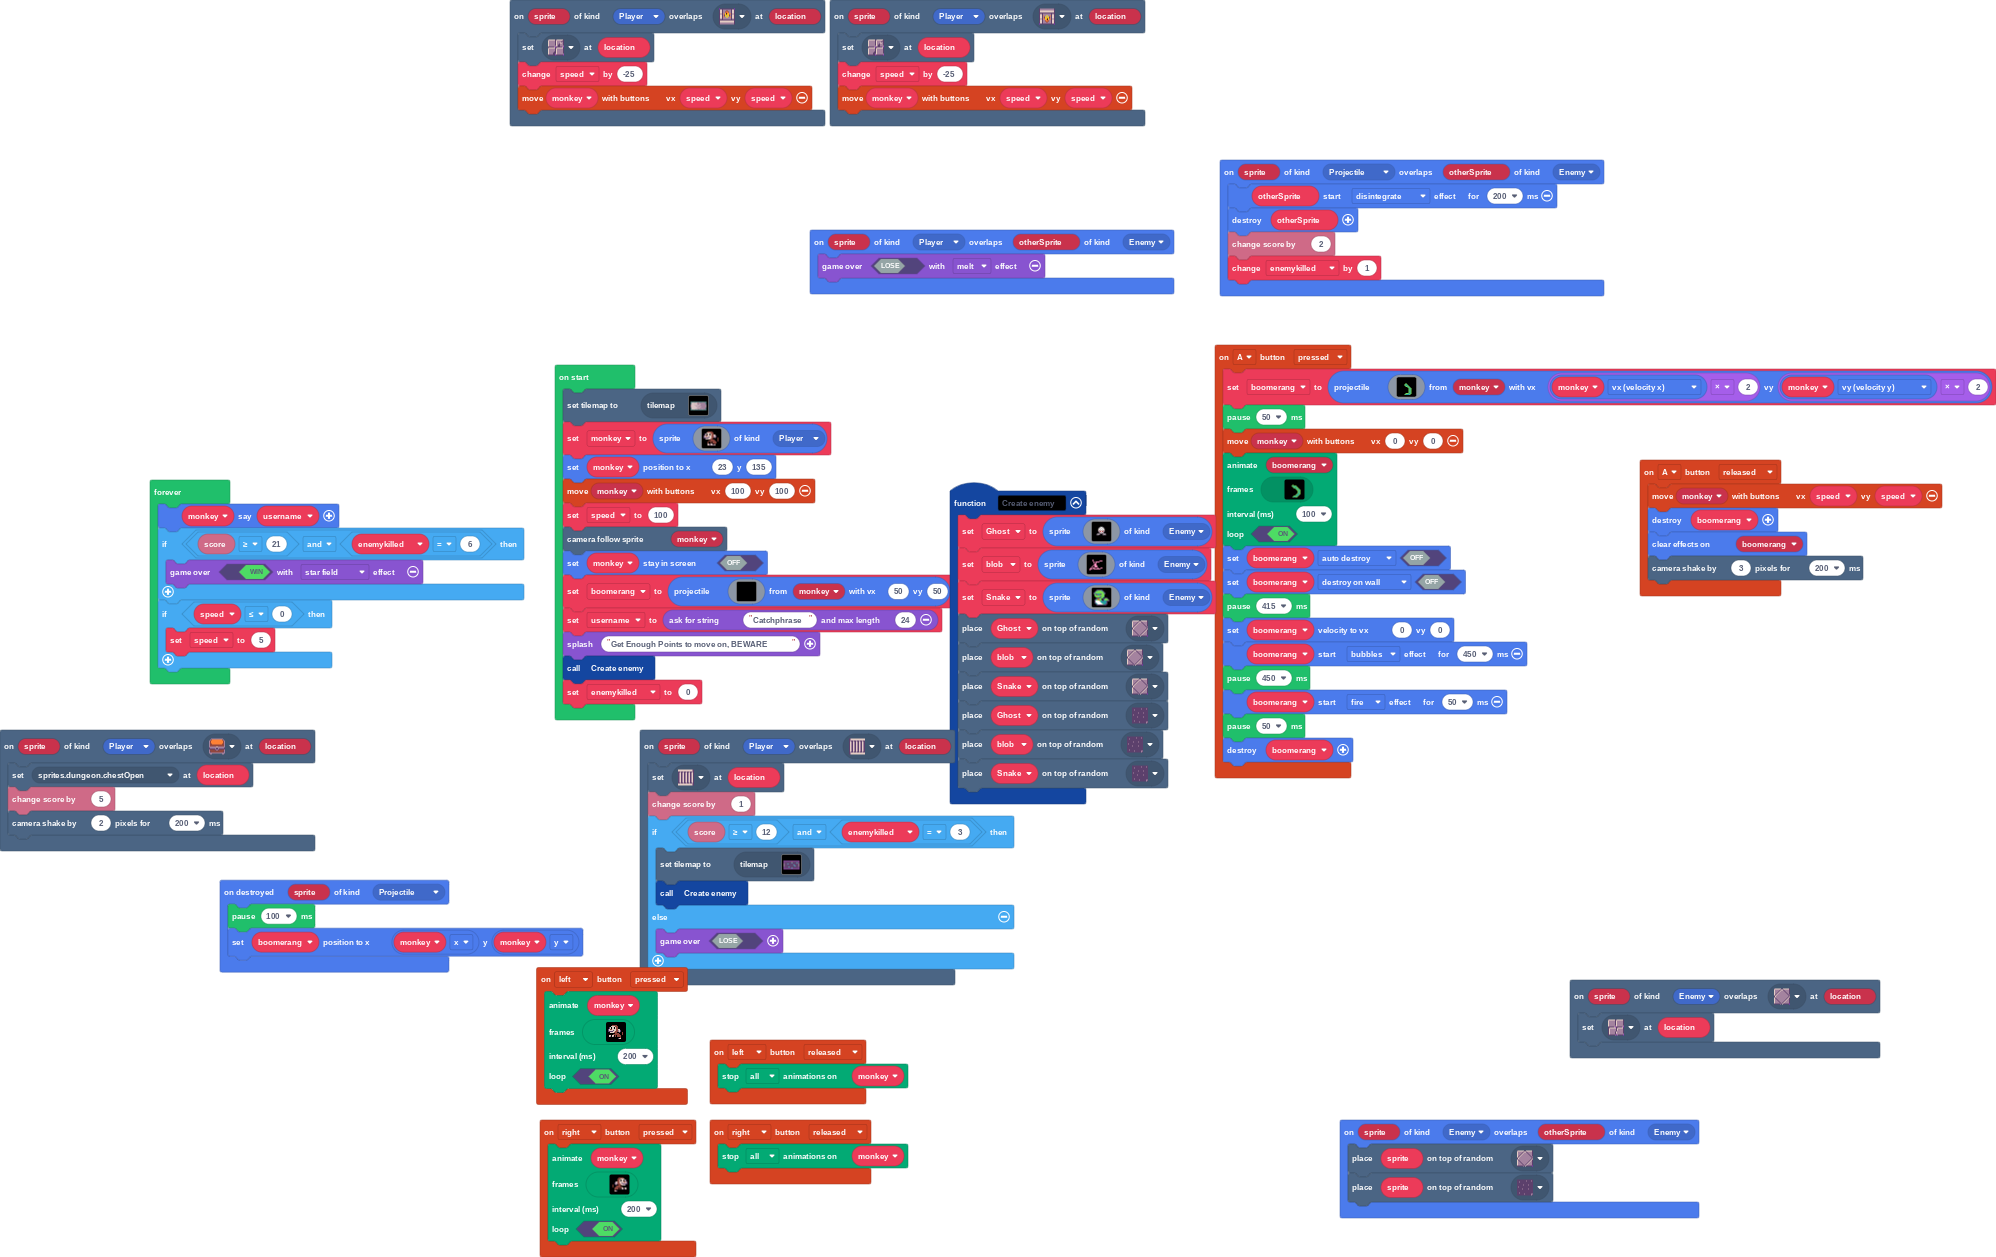 on sprite of kind Player overlaps at location
set at location
change speed by -25
move monkey with buttons vx speed vy speed
on sprite of kind Player overlaps at location
set at location
change speed by -25
move monkey with buttons vx speed vy speed
on sprite of kind Projectile overlaps otherSprite of kind Enemy
otherSprite start disintegrate effect for 200 ms
destroy otherSprite
change score by 2
change enemykilled by 1
on sprite of kind Player overlaps otherSprite of kind Enemy
game over LOSE with melt effect
on start
set tilemap to tilemap
set monkey to sprite of kind Player
set monkey position to x 23 y 135
move monkey with buttons vx 100 vy 100
set speed to 100
camera follow sprite monkey
set monkey stay in screen OFF
set boomerang to projectile from monkey with vx 50 vy 50
set username to ask for string "Catchphrase" and max length 24
splash "Get Enough Points to move on, BEWARE "
call Create enemy
set enemykilled to 0
forever
monkey say username
if score ≥ 21 and enemykilled = 6 then
game over WIN with star field effect
if speed ≤ 0 then
set speed to 5
function Create enemy
set Ghost to sprite of kind Enemy
set blob to sprite of kind Enemy
set Snake to sprite of kind Enemy
place Ghost on top of random
place blob on top of random
place Snake on top of random
place Ghost on top of random
place blob on top of random
place Snake on top of random
on A button pressed
set boomerang to projectile from monkey with vx monkey vx (velocity x) × 2 vy monkey vy (velocity y) × 2
pause 50 ms
move monkey with buttons vx 0 vy 0
animate boomerang
frames
interval (ms) 100
loop ON
set boomerang auto destroy OFF
set boomerang destroy on wall OFF
pause 415 ms
set boomerang velocity to vx 0 vy 0
boomerang start bubbles effect for 450 ms
pause 450 ms
boomerang start fire effect for 50 ms
pause 50 ms
destroy boomerang
on A button released
move monkey with buttons vx speed vy speed
destroy boomerang
clear effects on boomerang
camera shake by 3 pixels for 200 ms
on sprite of kind Player overlaps at location
set sprites.dungeon.chestOpen at location
change score by 5
camera shake by 2 pixels for 200 ms
on sprite of kind Player overlaps at location
set at location
change score by 1
if score ≥ 12 and enemykilled = 3 then
set tilemap to tilemap
call Create enemy
else
game over LOSE
on destroyed sprite of kind Projectile
pause 100 ms
set boomerang position to x monkey x y monkey y
on left button pressed
animate monkey
frames
interval (ms) 200
loop ON
on left button released
stop all animations on monkey
on right button pressed
animate monkey
frames
interval (ms) 200
loop ON
on right button released
stop all animations on monkey
on sprite of kind Enemy overlaps at location
set at location
on sprite of kind Enemy overlaps otherSprite of kind Enemy
place sprite on top of random
place sprite on top of random